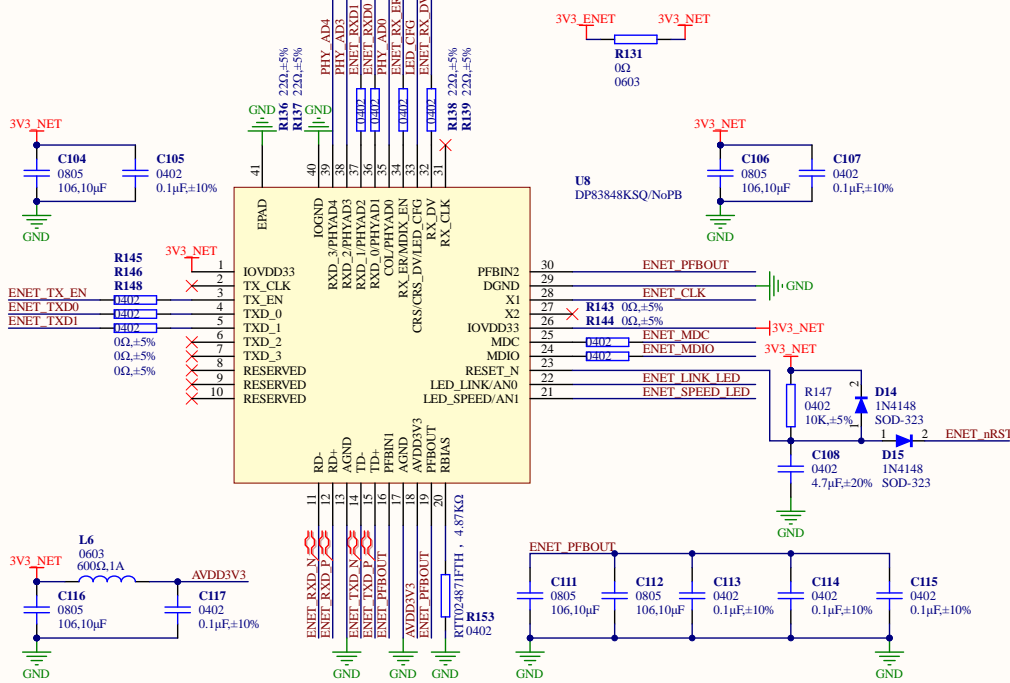 PHY_AD4
PHY_AD3
ENET_RXD1
ENET_RXD0
PHY_AD0
ENET_RX_ER
LED_CFG
ENET_RX_DV
3V3_ENET
3V3_NET
R131
0Ω
0603
GND
R136 22Ω,±5%
R137 22Ω,±5%
GND
0402
0402
0402
0402
R138 22Ω,±5%
R139 22Ω,±5%
3V3_NET
C104
0805
106,10μF
C105
0402
0.1μF,±10%
GND
3V3_NET
C106
0805
106,10μF
C107
0402
0.1μF,±10%
GND
U8
DP83848KSQ/NoPB
41
40
39
38
37
36
35
34
33
32
31
EPAD
IOGND
RXD_3/PHYAD4
RXD_2/PHYAD3
RXD_1/PHYAD2
RXD_0/PHYAD1
COL/PHYAD0
RX_ER/MDIX_EN
CRS/CRS_DV/LED_CFG
RX_DV
RX_CLK
3V3_NET
R145
R146
R148
ENET_TX_EN
ENET_TXD0
ENET_TXD1
0402
0402
0402
0Ω,±5%
0Ω,±5%
0Ω,±5%
1 IOVDD33
2 TX_CLK
3 TX_EN
4 TXD_0
5 TXD_1
6 TXD_2
7 TXD_3
8 RESERVED
9 RESERVED
10 RESERVED
PFBIN2 30 ENET_PFBOUT
DGND 29 GND
X1 28 ENET_CLK
X2 27 R143 0Ω,±5%
IOVDD33 26 R144 0Ω,±5% 3V3_NET
MDC 25 0402 ENET_MDC
MDIO 24 0402 ENET_MDIO
RESET_N 23
LED_LINK/AN0 22 ENET_LINK_LED
LED_SPEED/AN1 21 ENET_SPEED_LED
3V3_NET
R147
0402
10K,±5%
2
1
D14
1N4148
SOD-323
1
2
ENET_nRST
D15
1N4148
SOD-323
C108
0402
4.7μF,±20%
GND
RD-
RD+
AGND
TD-
TD+
PFBIN1
AGND
AVDD3V3
PFBOUT
RBIAS
11
12
13
14
15
16
17
18
19
20
ENET_RXD_N
ENET_RXD_P
ENET_TXD_N
ENET_TXD_P
ENET_PFBOUT
AVDD3V3
ENET_PFBOUT
RTT024871FTH , 4.87KΩ
R153
0402
GND
GND
GND
3V3_NET
L6
0603
600Ω,1A
AVDD3V3
C116
0805
106,10μF
C117
0402
0.1μF,±10%
GND
GND
ENET_PFBOUT
C111
0805
106,10μF
C112
0805
106,10μF
C113
0402
0.1μF,±10%
C114
0402
0.1μF,±10%
C115
0402
0.1μF,±10%
GND
GND